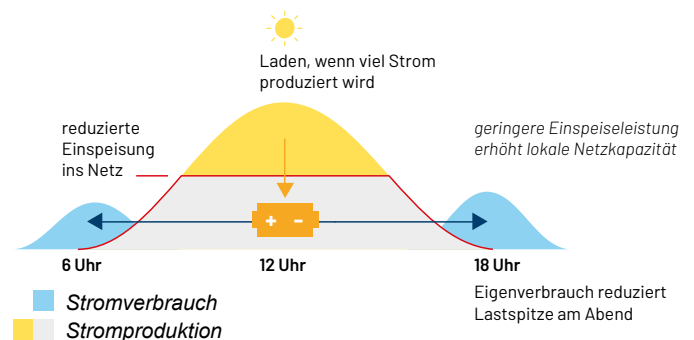 Laden, wenn viel Strom
produziert wird
reduzierte
Einspeisung
ins Netz
geringere Einspeiseleistung
erhöht lokale Netzkapazität
+ -
6 Uhr
12 Uhr
18 Uhr
Eigenverbrauch reduziert
Lastspitze am Abend
Stromverbrauch
Stromproduktion